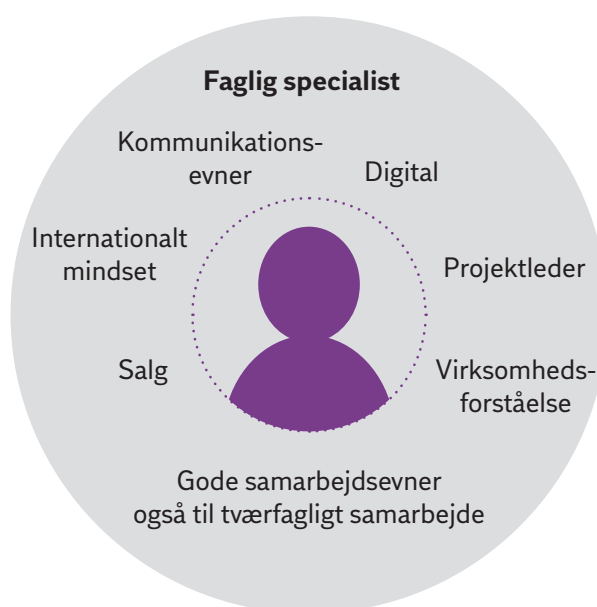 Faglig specialist
Kommunikations-
evner
Digital
Internationalt
mindset
Projektleder
Salg
Virksomheds-
forståelse
Gode samarbejdsevner
også til tværfagligt samarbejde